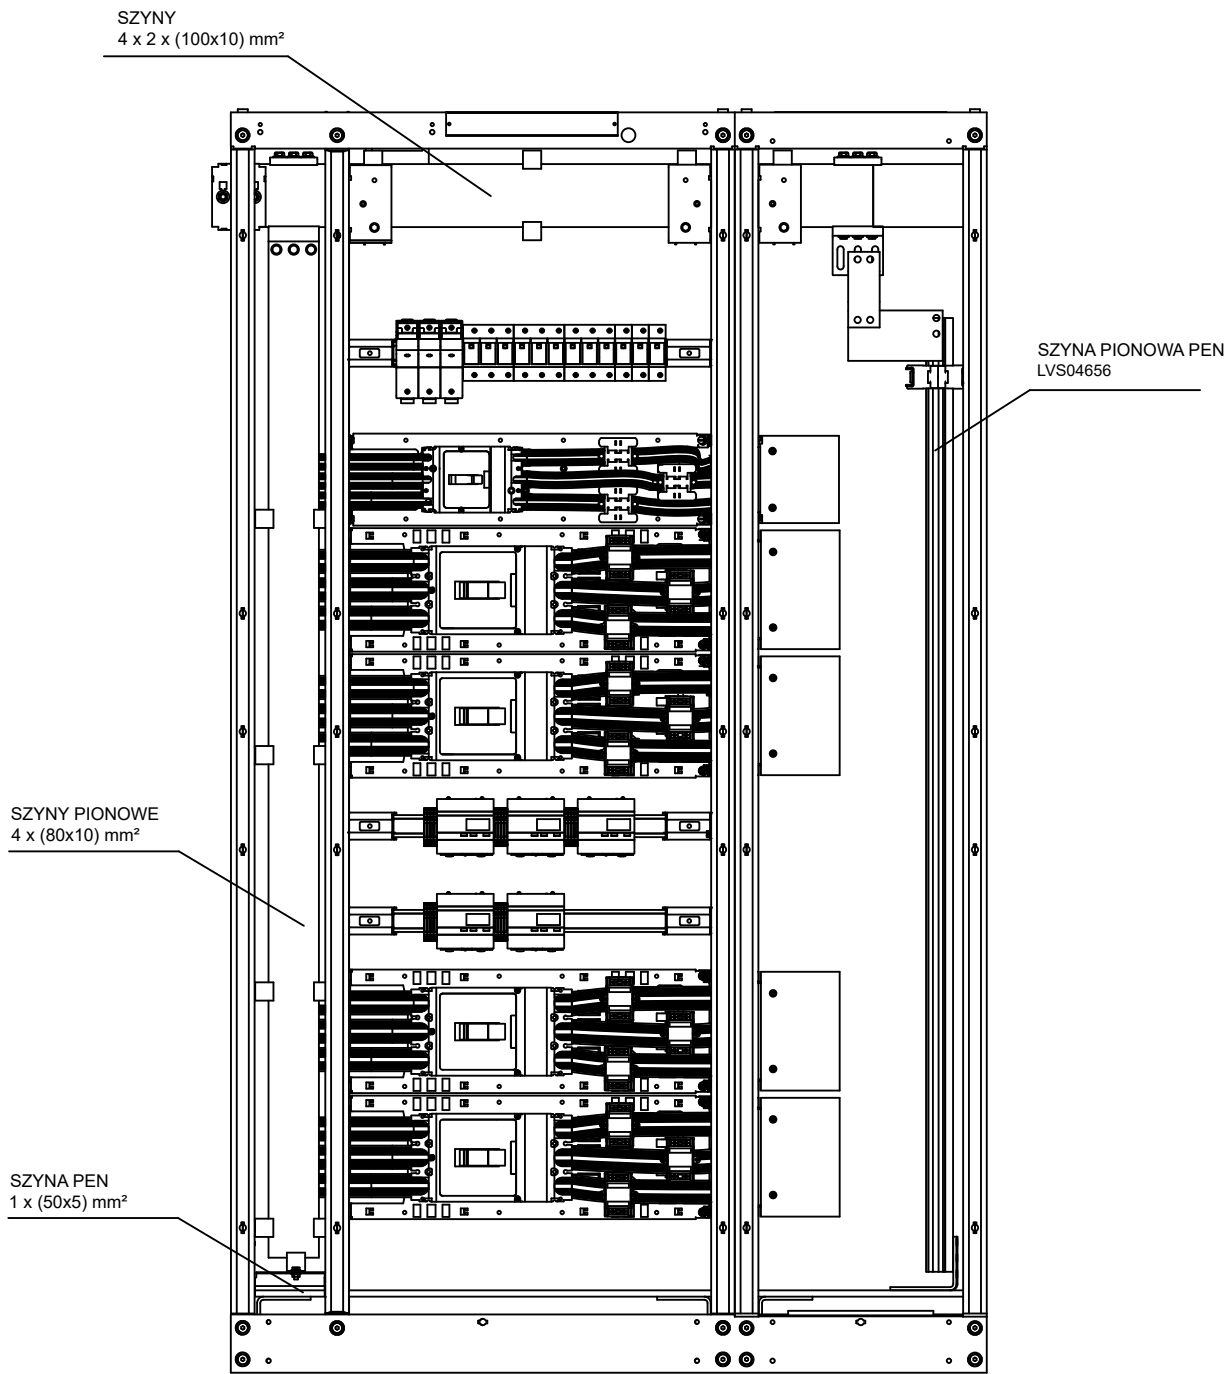 SZYNY
4 x 2 x (100x10) mm²
SZYNA PIONOWA PEN
LVS04656
SZYNY PIONOWE
4 x (80x10) mm²
SZYNA PEN
1 x (50x5) mm²